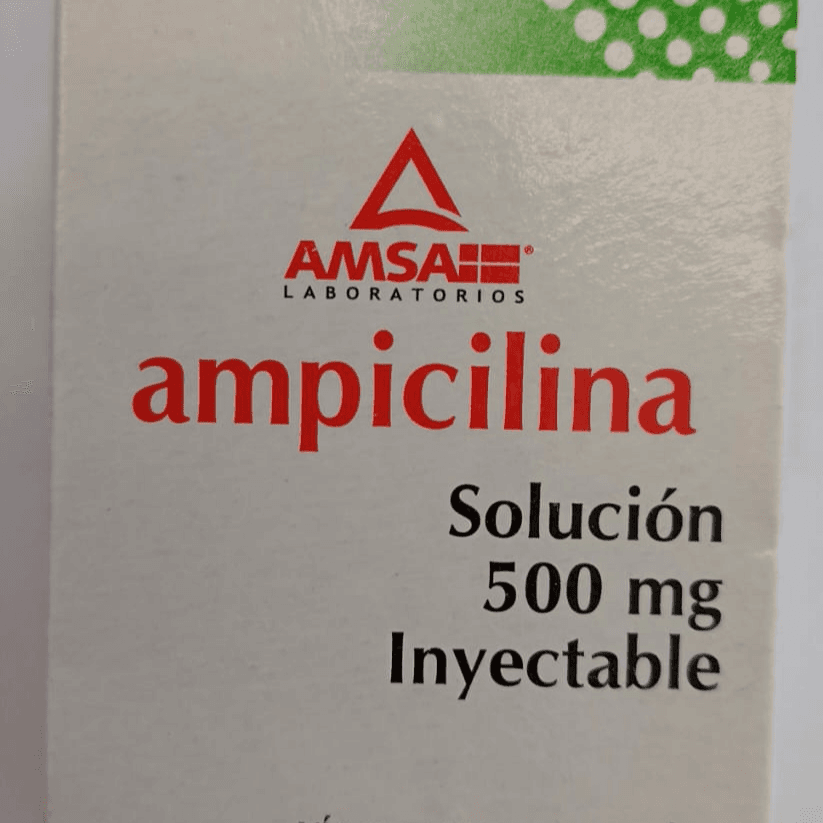 AMSA®
LABORATORIOS
ampicilina
Solución
500 mg
Inyectable